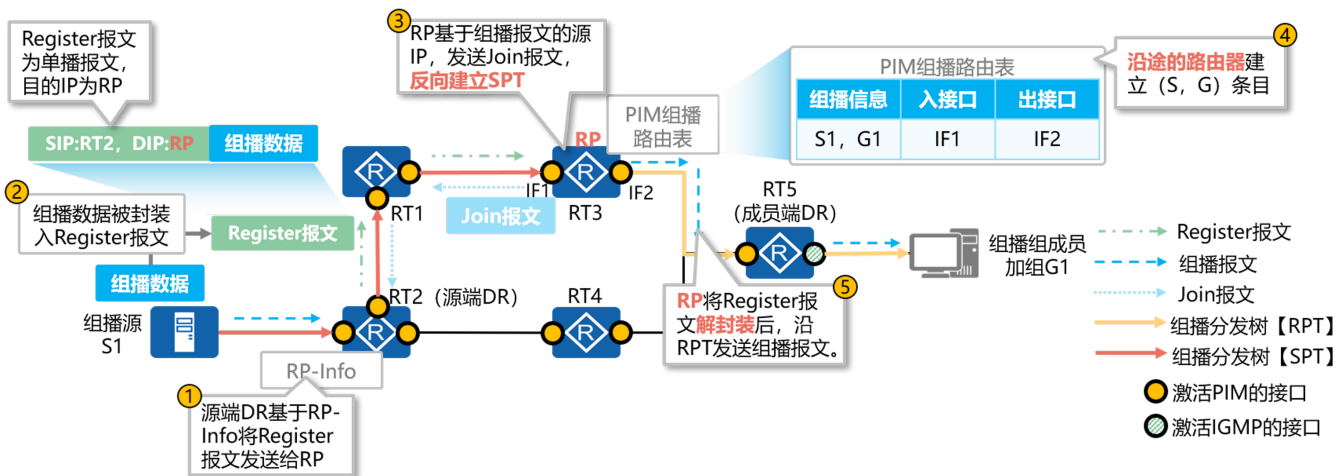 Register报文
为单播报文，
目的IP为RP
③
RP基于组播报文的源
IP，发送Join报文，
反向建立SPT
④
沿途的路由器建
立（S，G）条目
PIM组播路由表
组播信息
入接口
出接口
S1，G1
IF1
IF2
PIM组播
路由表
SIP:RT2，DIP:RP
组播数据
RP
R
R
IF1
IF2
RT1
RT3
Join报文
②
组播数据被封装
入Register报文
Register报文
组播数据
RT5
（成员端DR）
R
组播组成员
加组G1
组播源
S1
RT2（源端DR）
R
RT4
R
RP-Info
①
源端DR基于RP-
Info将Register
报文发送给RP
⑤
RP将Register报
文解封装后，沿
RPT发送组播报文。
Register报文
组播报文
Join报文
组播分发树【RPT】
组播分发树【SPT】
激活PIM的接口
激活IGMP的接口